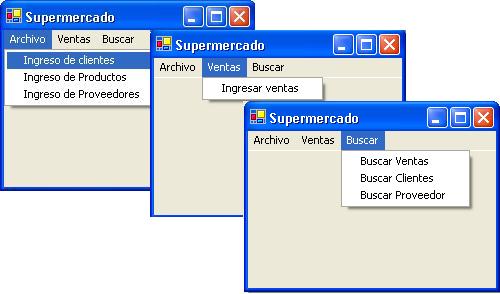 Supermercado
Archivo Ventas Buscar
Ingreso de clientes
Ingreso de Productos
Ingreso de Proveedores
Supermercado
Archivo Ventas Buscar
Ingresar ventas
Supermercado
Archivo Ventas Buscar
Buscar Ventas
Buscar Clientes
Buscar Proveedor